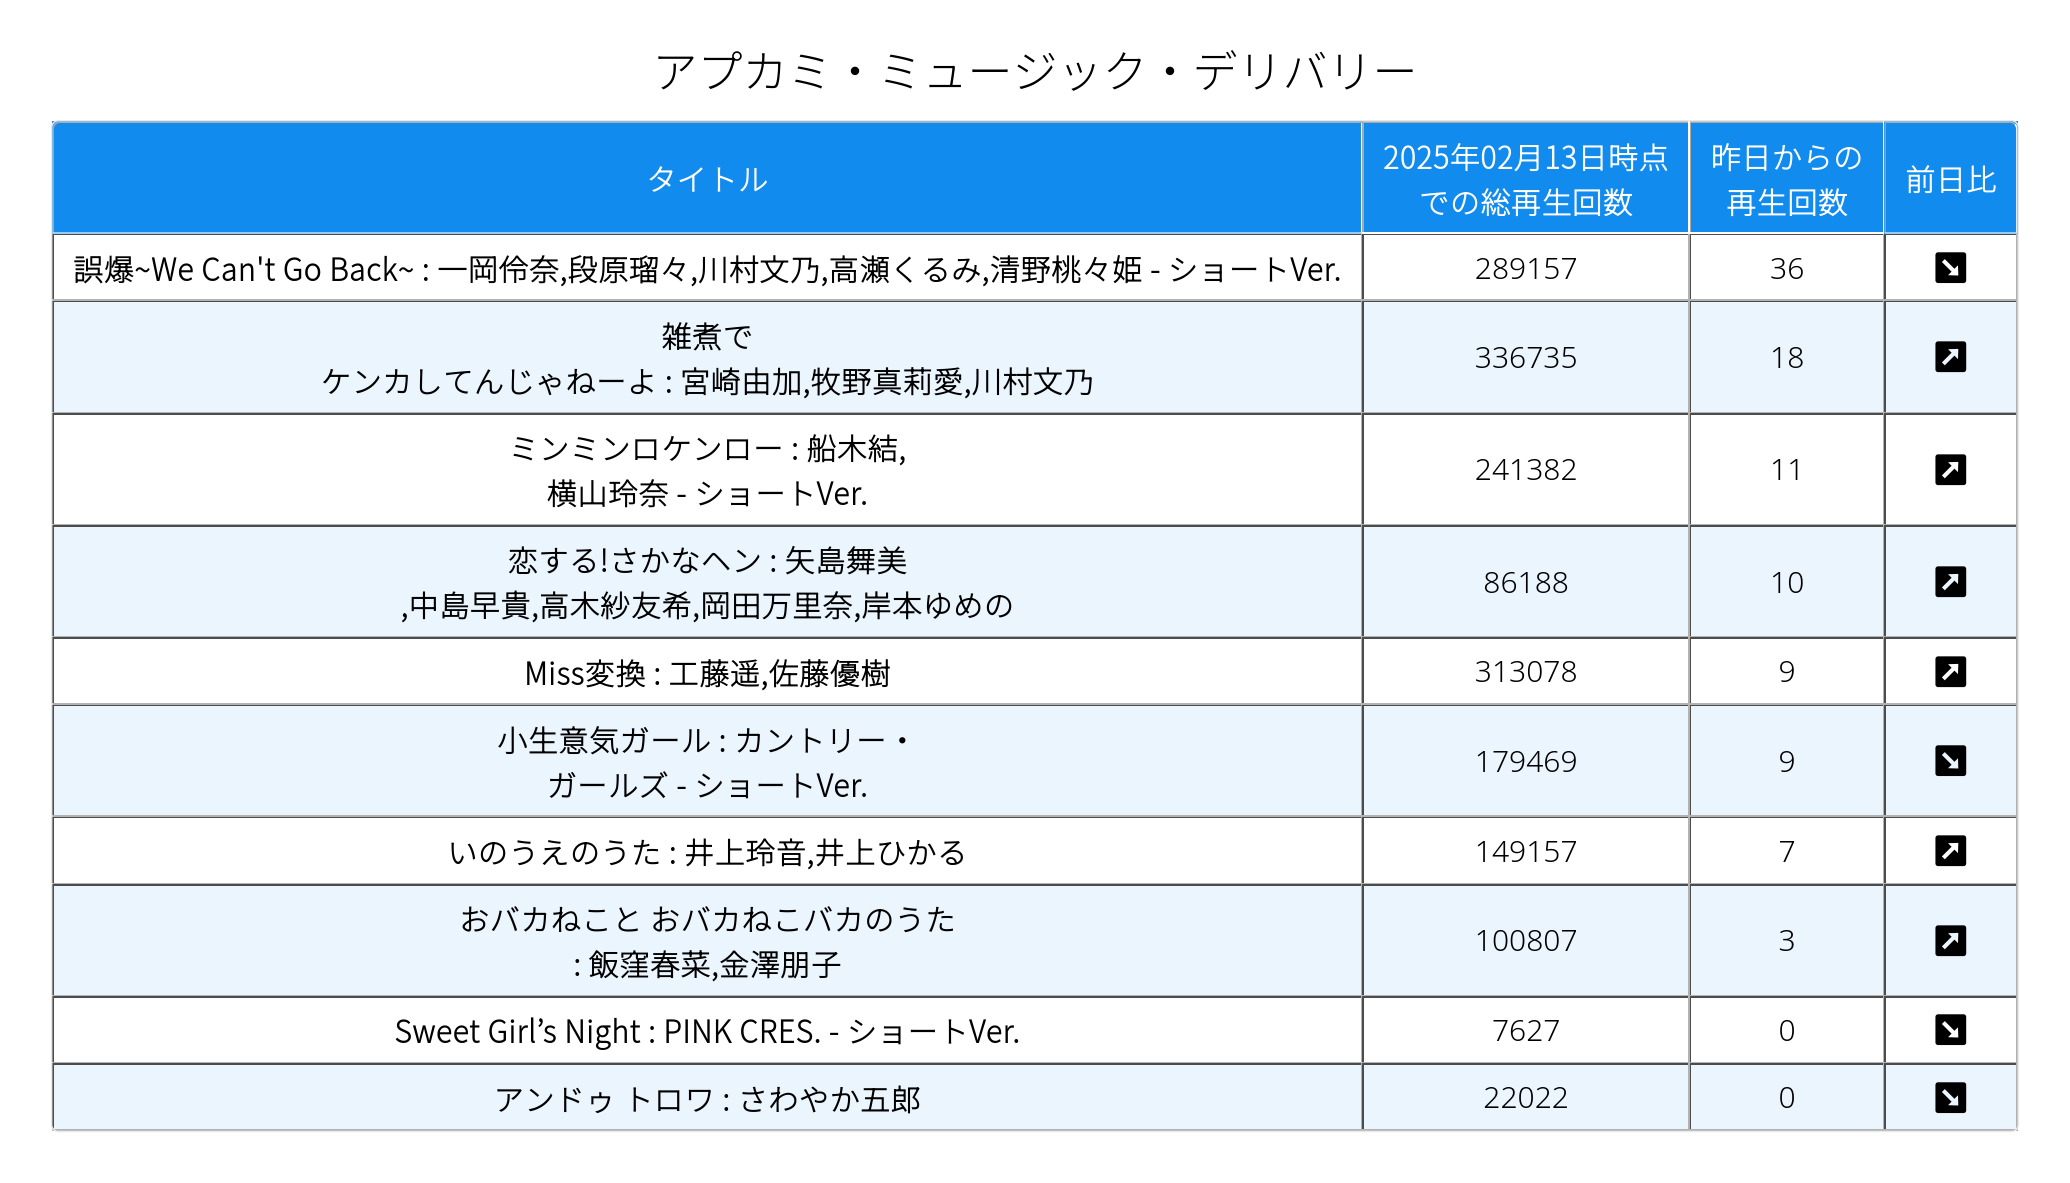 アプカミ・ミュージック・デリバリー
タイトル
2025年02月13日時点
での総再生回数
昨日からの
再生回数
前日比
誤爆~We Can't Go Back~ : 一岡伶奈,段原瑠々,川村文乃,高瀬くるみ,清野桃々姫 - ショートVer.
289157
36
雑煮で
ケンカしてんじゃねーよ : 宮崎由加,牧野真莉愛,川村文乃
336735
18
ミンミンロケンロー : 船木結,
横山玲奈 - ショートVer.
241382
11
恋する!さかなヘン : 矢島舞美
,中島早貴,高木紗友希,岡田万里奈,岸本ゆめの
86188
10
Miss変換 : 工藤遥,佐藤優樹
313078
9
小生意気ガール : カントリー・
ガールズ - ショートVer.
179469
9
いのうえのうた : 井上玲音,井上ひかる
149157
7
おバカねこと おバカねこバカのうた
: 飯窪春菜,金澤朋子
100807
3
Sweet Girl’s Night : PINK CRES. - ショートVer.
7627
0
アンドゥ トロワ : さわやか五郎
22022
0